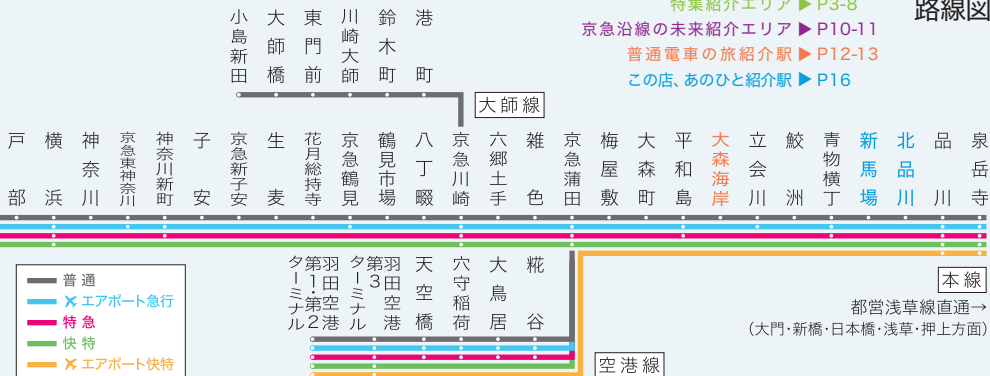 路線図
特集紹介エリア ▶ P3-8
京急沿線の未来紹介エリア ▶ P10-11
普通電車の旅紹介駅 ▶ P12-13
この店、あのひと紹介駅 ▶ P16
小島新田
大師橋
東門前
川崎大師
鈴木町
港町
大師線
戸部
横浜
神奈川
京急東神奈川
神奈川新町
子安
京急新子安
生麦
花月総持寺
京急鶴見
鶴見市場
八丁畷
京急川崎
六郷土手
雑色
京急蒲田
梅屋敷
大森町
平和島
大森海岸
立会川
鮫洲
青物横丁
新馬場
北品川
品川
泉岳寺
羽田空港
第1・第2
ターミナル
羽田空港
第3
ターミナル
天空橋
穴守稲荷
大鳥居
糀谷
空港線
本線
都営浅草線直通→
(大門・新橋・日本橋・浅草・押上方面)
普通
エアポート急行
特急
快特
エアポート快特